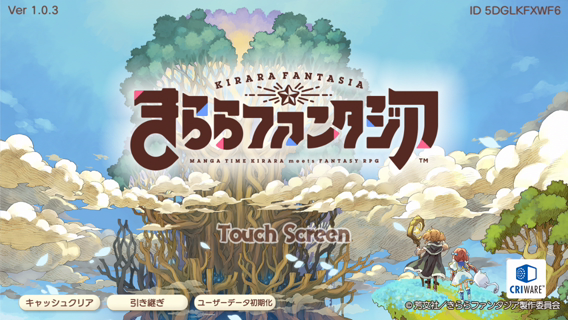 Ver 1.0.3
ID 5DGLKFXWF6
KIRARA FANTASIA
きららファンタジア
TM
MANGA TIME KIRARA meets FANTASY RPG
Touch Screen
キャッシュクリア
引き継ぎ
ユーザーデータ初期化
CRIWARE™
©芳文社／きららファンタジア製作委員会